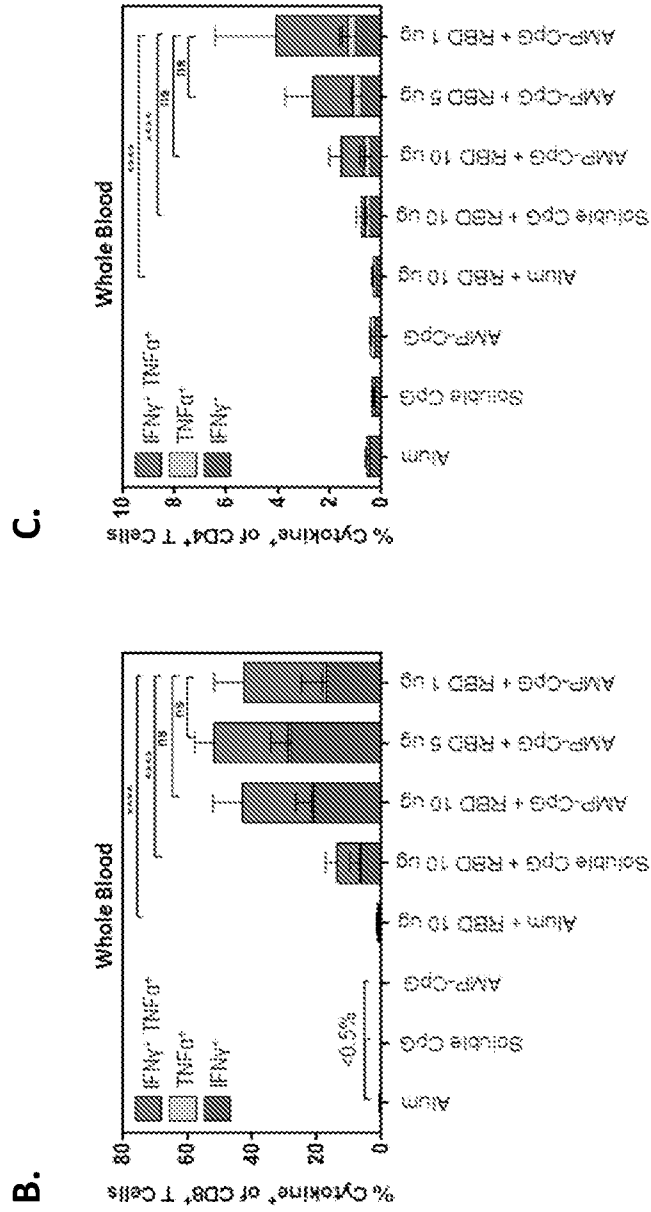 B.
Whole Blood
% Cytokine⁺ of CD8⁺ T Cells
80
60
40
20
0
IFNγ⁺ TNFα⁺
TNFα⁺
IFNγ⁺
<0.5%
****
****
ns
ns
Alum
Soluble CpG
AMP-CpG
Alum + RBD 10 ug
Soluble CpG + RBD 10 ug
AMP-CpG + RBD 10 ug
AMP-CpG + RBD 5 ug
AMP-CpG + RBD 1 ug
C.
Whole Blood
% Cytokine⁺ of CD4⁺ T Cells
10
8
6
4
2
0
IFNγ⁺ TNFα⁺
TNFα⁺
IFNγ⁺
****
****
ns
ns
Alum
Soluble CpG
AMP-CpG
Alum + RBD 10 ug
Soluble CpG + RBD 10 ug
AMP-CpG + RBD 10 ug
AMP-CpG + RBD 5 ug
AMP-CpG + RBD 1 ug